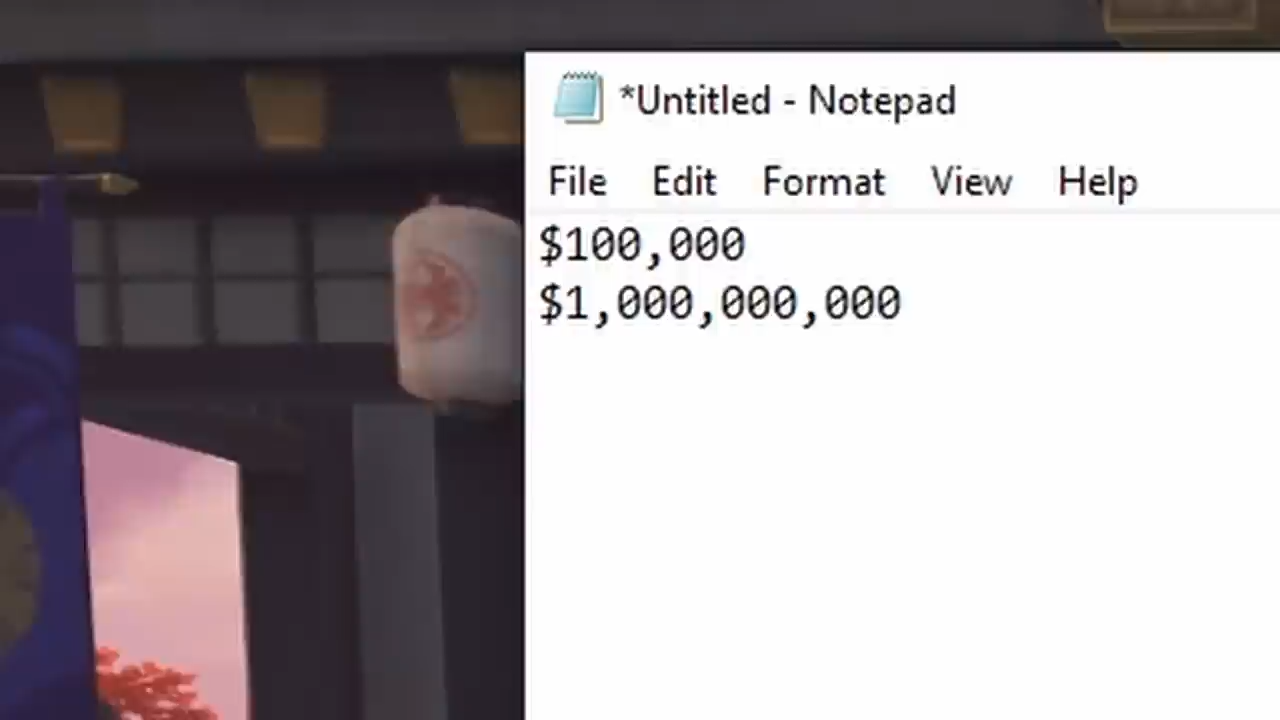 *Untitled - Notepad
File Edit Format View Help
$100,000
$1,000,000,000